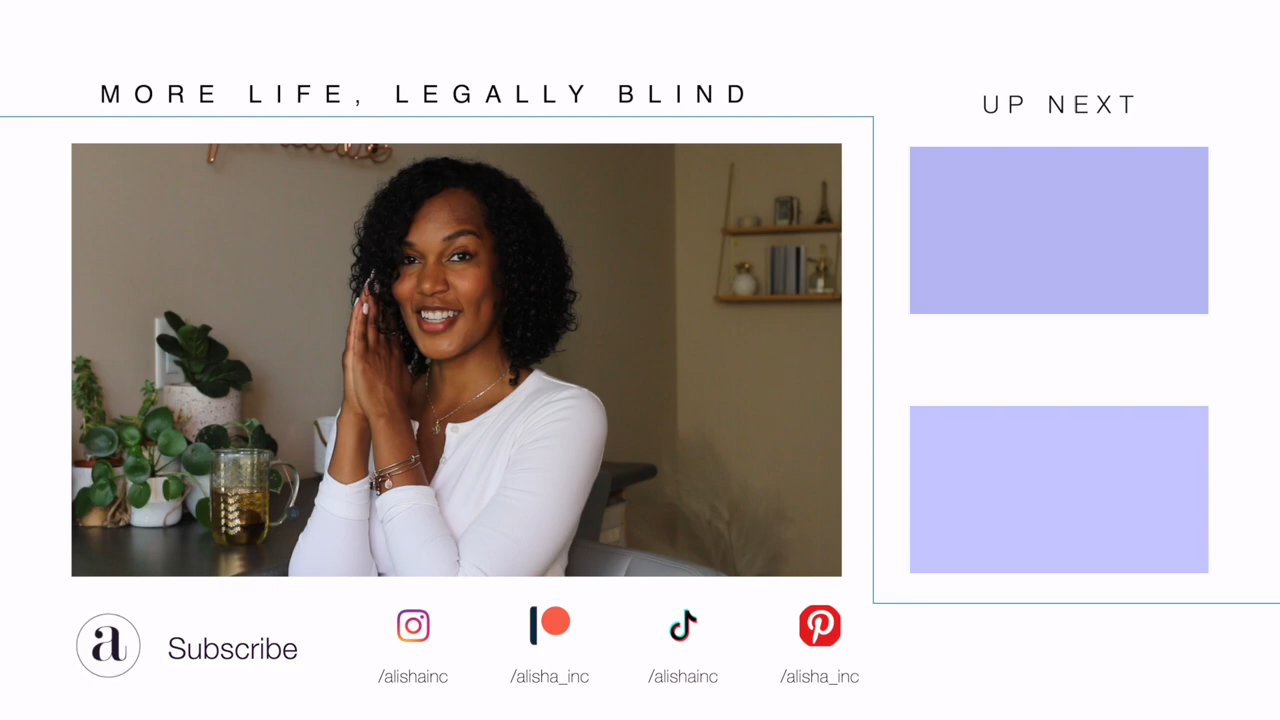 MORE LIFE, LEGALLY BLIND
UP NEXT
a
Subscribe
/alishainc
/alisha_inc
/alishainc
/alisha_inc